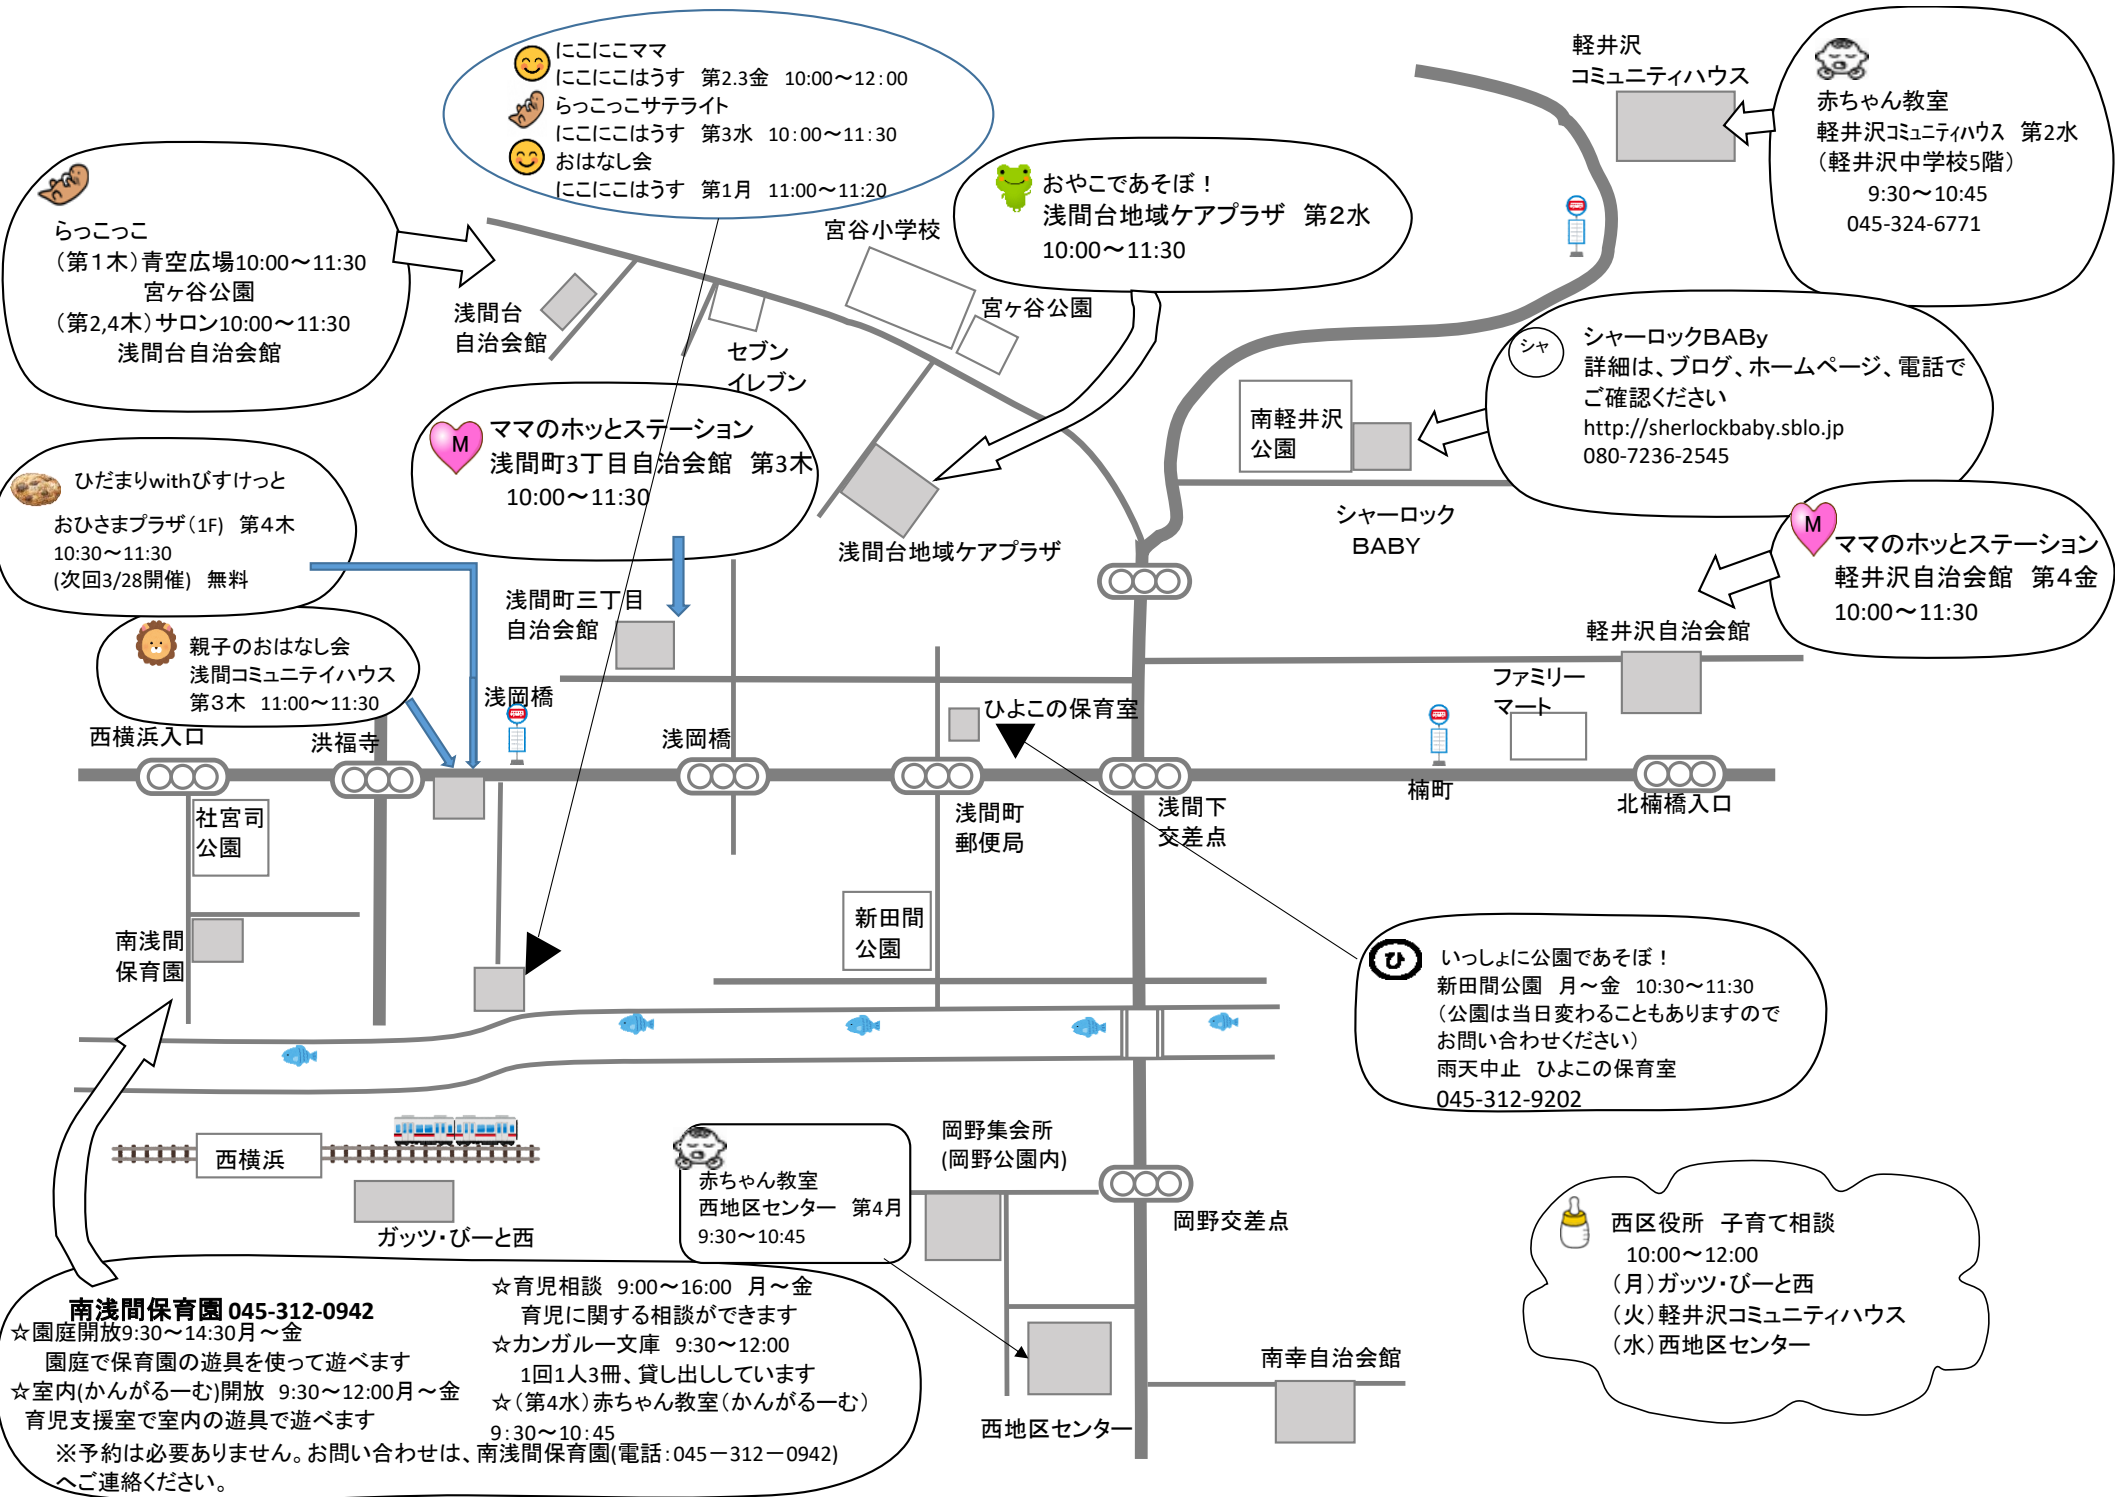 にこにこママ
にこにこはうす 第2.3金 10:00～12:00
らっこっこサテライト
にこにこはうす 第3水 10:00～11:30
おはなし会
にこにこはうす 第1月 11:00～11:20
軽井沢
コミュニティハウス
赤ちゃん教室
軽井沢コミュニティハウス 第2水
（軽井沢中学校5階）
9:30～10:45
045-324-6771
らっこっこ
（第1木）青空広場10:00～11:30
宮ヶ谷公園
（第2,4木）サロン10:00～11:30
浅間台自治会館
おやこであそぼ！
浅間台地域ケアプラザ 第2水
10:00～11:30
宮谷小学校
宮ヶ谷公園
浅間台
自治会館
セブン
イレブン
シャ
シャーロックBABy
詳細は、ブログ、ホームページ、電話で
ご確認ください
http://sherlockbaby.sblo.jp
080-7236-2545
南軽井沢
公園
シャーロック
BABY
M
ママのホッとステーション
浅間町3丁目自治会館 第3木
10:00～11:30
浅間台地域ケアプラザ
ひだまりwithびすけっと
おひさまプラザ（1F） 第4木
10:30～11:30
(次回3/28開催) 無料
M
ママのホッとステーション
軽井沢自治会館 第4金
10:00～11:30
浅間町三丁目
自治会館
軽井沢自治会館
親子のおはなし会
浅間コミュニテイハウス
第3木 11:00～11:30
浅岡橋
ひよこの保育室
ファミリー
マート
西横浜入口
洪福寺
浅岡橋
浅間町
郵便局
浅間下
交差点
楠町
北楠橋入口
社宮司
公園
南浅間
保育園
新田間
公園
ひ
いっしょに公園であそぼ！
新田間公園 月～金 10:30～11:30
（公園は当日変わることもありますので
お問い合わせください）
雨天中止 ひよこの保育室
045-312-9202
西横浜
ガッツ・びーと西
赤ちゃん教室
西地区センター 第4月
9:30～10:45
岡野集会所
(岡野公園内)
岡野交差点
西地区センター
南幸自治会館
西区役所 子育て相談
10:00～12:00
（月）ガッツ・びーと西
（火）軽井沢コミュニティハウス
（水）西地区センター
南浅間保育園 045-312-0942
☆園庭開放9:30～14:30月～金
園庭で保育園の遊具を使って遊べます
☆室内(かんがるーむ)開放 9:30～12:00月～金
育児支援室で室内の遊具で遊べます
☆育児相談 9:00～16:00 月～金
育児に関する相談ができます
☆カンガルー文庫 9:30～12:00
1回1人3冊、貸し出ししています
☆（第4水）赤ちゃん教室（かんがるーむ）
9:30～10:45
※予約は必要ありません。お問い合わせは、南浅間保育園(電話：045－312－0942)
へご連絡ください。